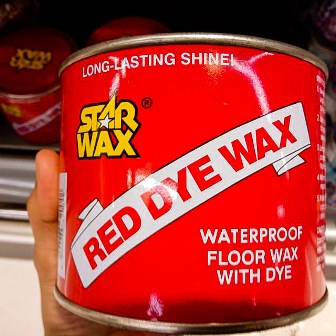 LONG-LASTING SHINE!
STAR
WAX
®
RED DYE WAX
WATERPROOF
FLOOR WAX
WITH DYE